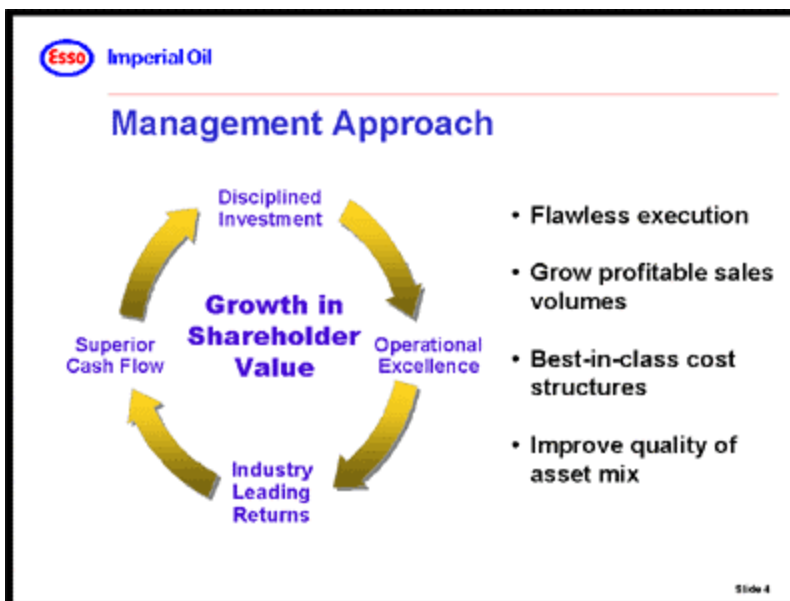 Esso Imperial Oil
Management Approach
Disciplined
Investment
Growth in
Shareholder
Value
Superior
Cash Flow
Operational
Excellence
Industry
Leading
Returns
• Flawless execution
• Grow profitable sales
volumes
• Best-in-class cost
structures
• Improve quality of
asset mix
Slide 4